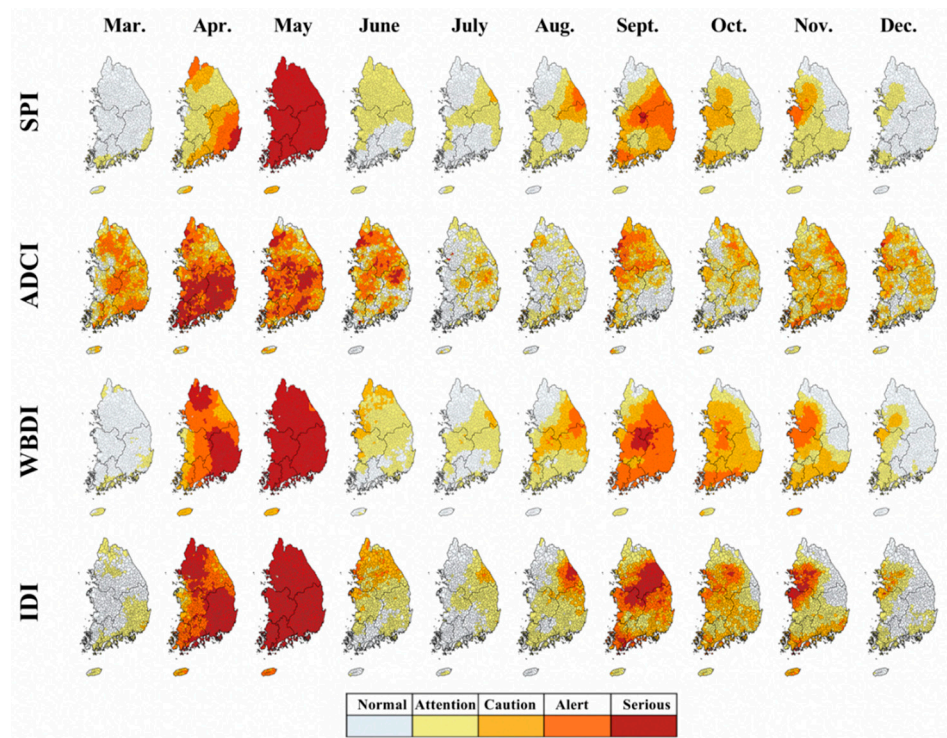 Mar. Apr. May June July Aug. Sept. Oct. Nov. Dec.
SPI
ADCI
WBDI
IDI
Normal Attention Caution Alert Serious